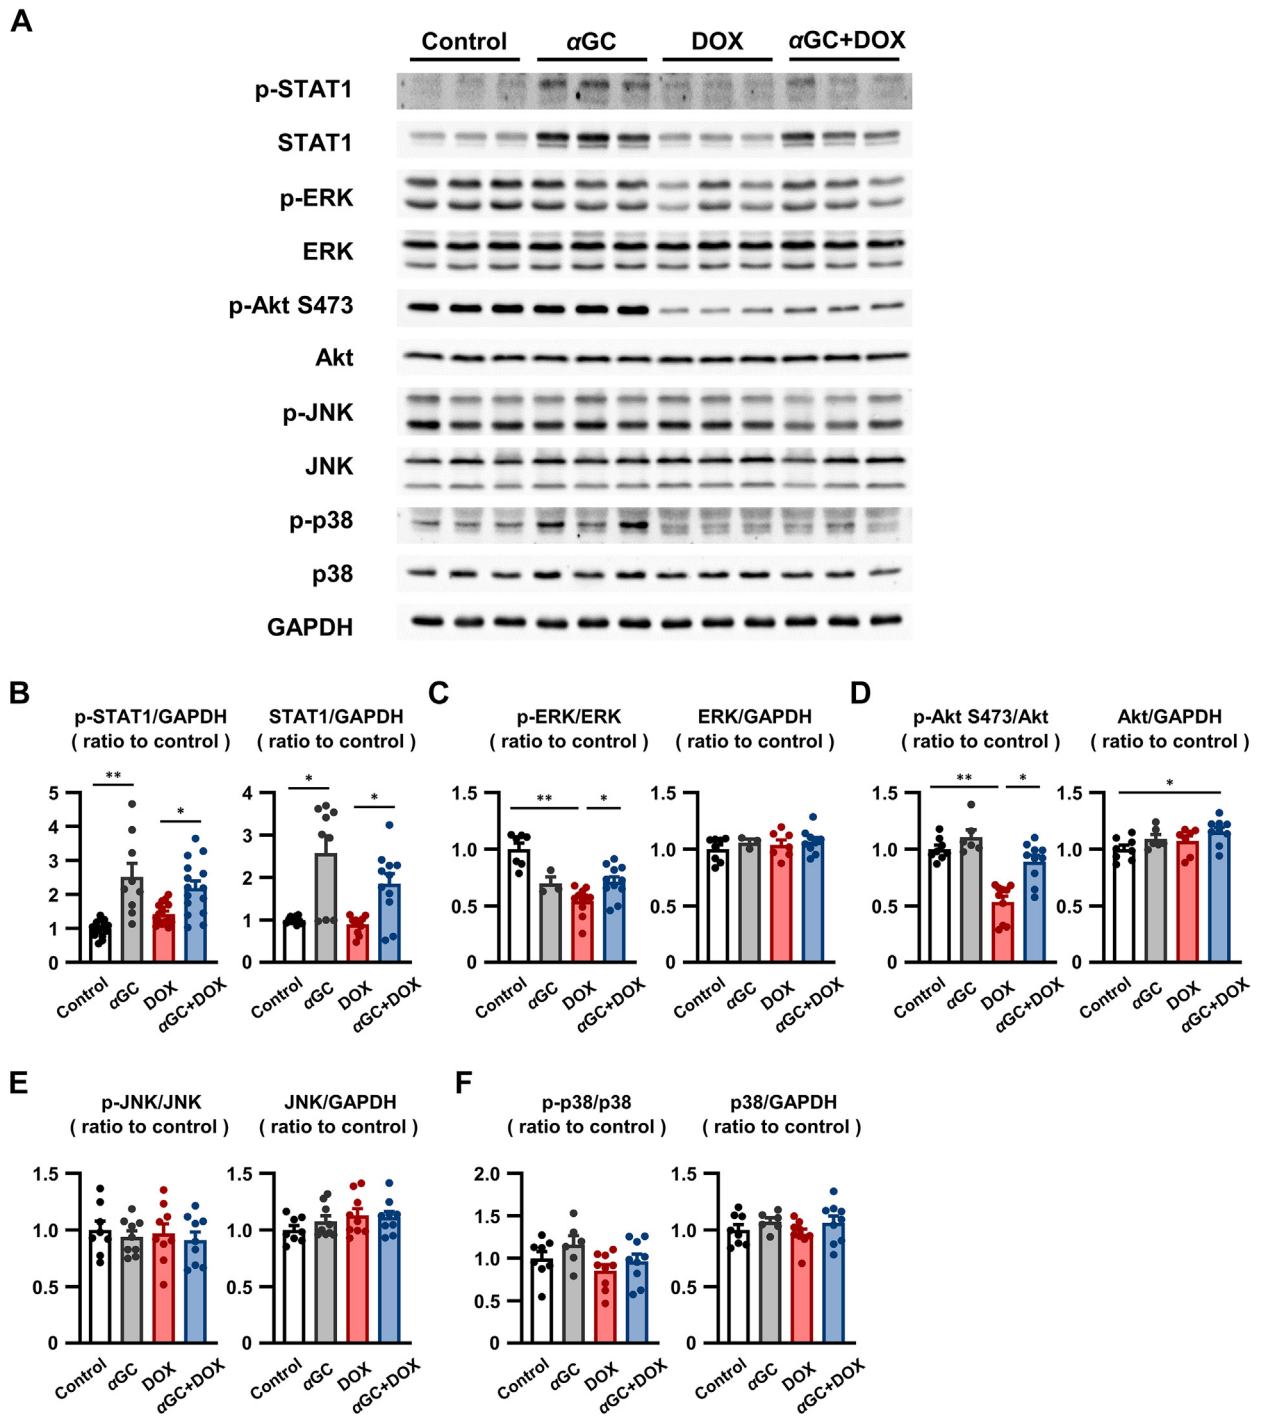 A
Control αGC DOX αGC+DOX
p-STAT1
STAT1
p-ERK
ERK
p-Akt S473
Akt
p-JNK
JNK
p-p38
p38
GAPDH
B
p-STAT1/GAPDH
( ratio to control )
5
4
3
2
1
0
**
*
Control αGC DOX αGC+DOX
STAT1/GAPDH
( ratio to control )
4
3
2
1
0
*
*
Control αGC DOX αGC+DOX
C
p-ERK/ERK
( ratio to control )
1.5
1.0
0.5
0
** *
Control αGC DOX αGC+DOX
ERK/GAPDH
( ratio to control )
1.5
1.0
0.5
0
Control αGC DOX αGC+DOX
D
p-Akt S473/Akt
( ratio to control )
1.5
1.0
0.5
0
** *
Control αGC DOX αGC+DOX
Akt/GAPDH
( ratio to control )
1.5
1.0
0.5
0
*
Control αGC DOX αGC+DOX
E
p-JNK/JNK
( ratio to control )
1.5
1.0
0.5
0
Control αGC DOX αGC+DOX
JNK/GAPDH
( ratio to control )
1.5
1.0
0.5
0
Control αGC DOX αGC+DOX
F
p-p38/p38
( ratio to control )
2.0
1.5
1.0
0.5
0
Control αGC DOX αGC+DOX
p38/GAPDH
( ratio to control )
1.5
1.0
0.5
0
Control αGC DOX αGC+DOX